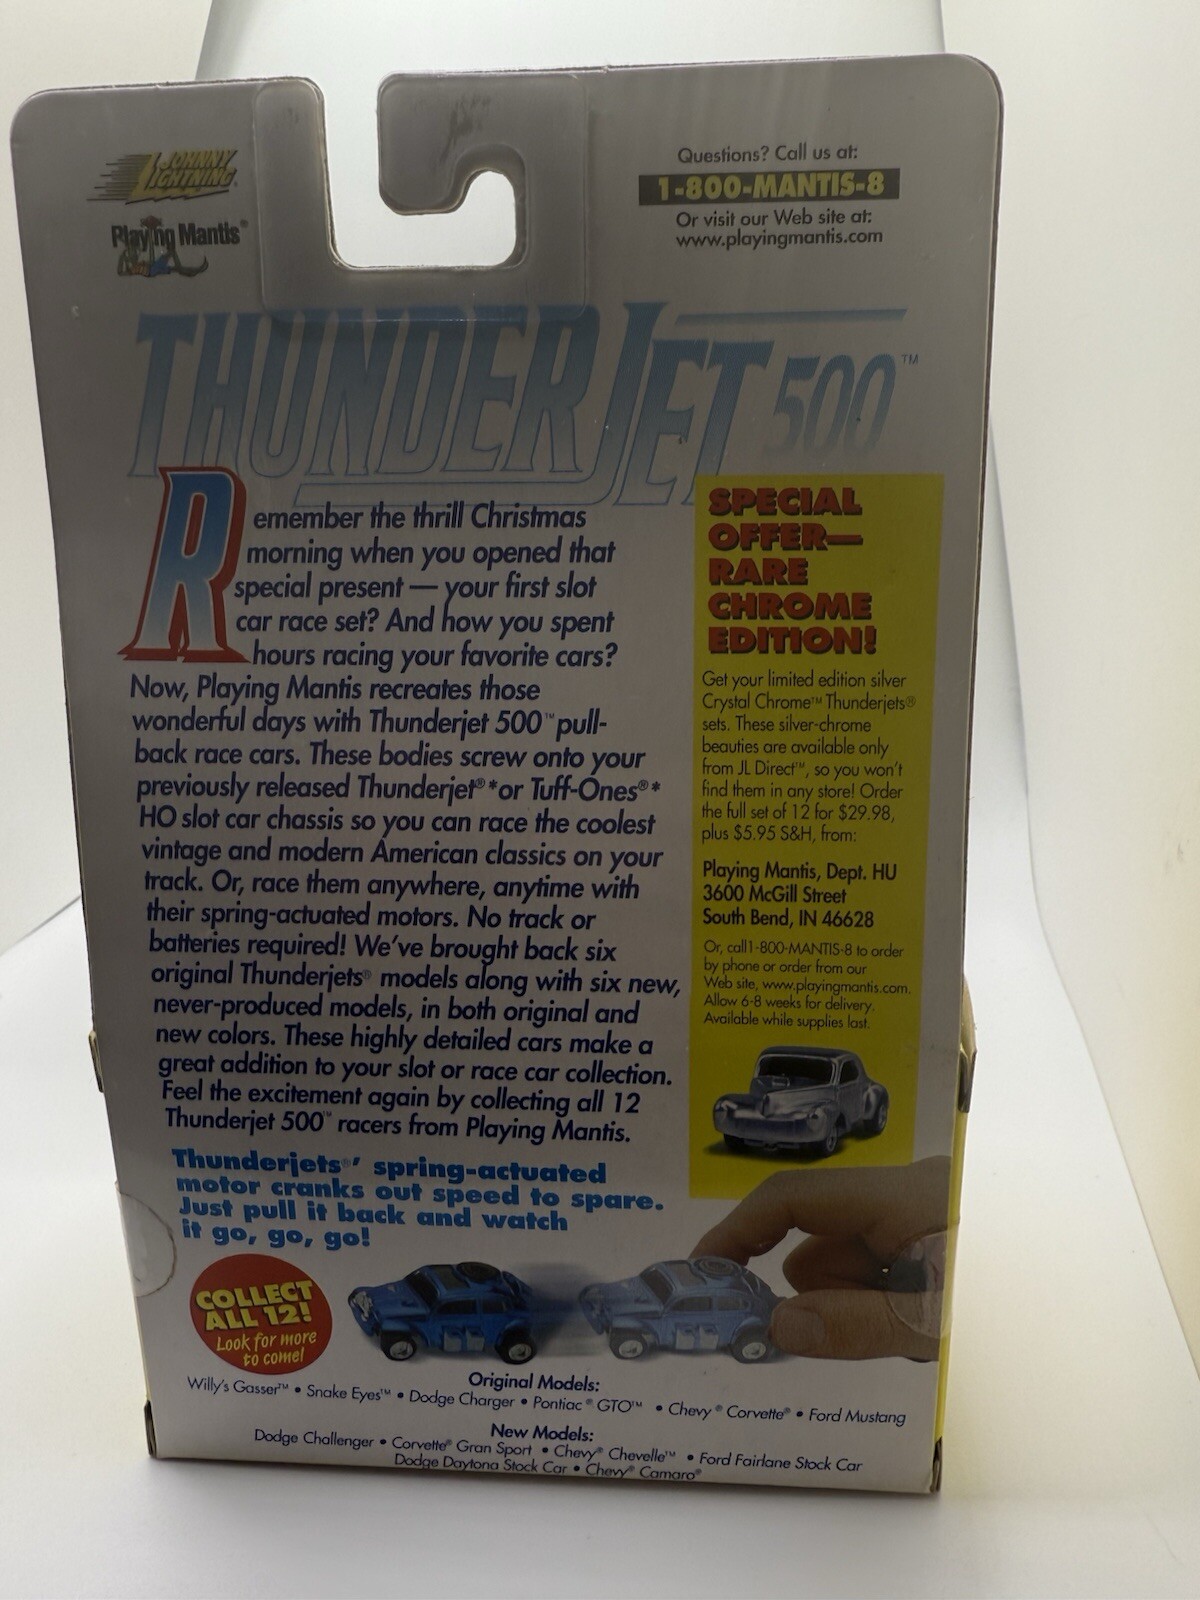 JOHNNY
LIGHTNING®
Playing Mantis®
Questions? Call us at:
1-800-MANTIS-8
Or visit our Web site at:
www.playingmantis.com
THUNDERJET 500™
Remember the thrill Christmas
morning when you opened that
special present — your first slot
car race set? And how you spent
hours racing your favorite cars?
Now, Playing Mantis recreates those
wonderful days with Thunderjet 500™ pull-
back race cars. These bodies screw onto your
previously released Thunderjet®* or Tuff-Ones®*
HO slot car chassis so you can race the coolest
vintage and modern American classics on your
track. Or, race them anywhere, anytime with
their spring-actuated motors. No track or
batteries required! We've brought back six
original Thunderjets® models along with six new,
never-produced models, in both original and
new colors. These highly detailed cars make a
great addition to your slot or race car collection.
Feel the excitement again by collecting all 12
Thunderjet 500™ racers from Playing Mantis.
Thunderjets®' spring-actuated
motor cranks out speed to spare.
Just pull it back and watch
it go, go, go!
SPECIAL
OFFER—
RARE
CHROME
EDITION!
Get your limited edition silver
Crystal Chrome™ Thunderjets®
sets. These silver-chrome
beauties are available only
from JL Direct™, so you won't
find them in any store! Order
the full set of 12 for $29.98,
plus $5.95 S&H, from:
Playing Mantis, Dept. HU
3600 McGill Street
South Bend, IN 46628
Or, call1-800-MANTIS-8 to order
by phone or order from our
Web site, www.playingmantis.com.
Allow 6-8 weeks for delivery.
Available while supplies last.
COLLECT
ALL 12!
Look for more
to come!
Original Models:
Willy's Gasser™ • Snake Eyes™ • Dodge Charger • Pontiac® GTO™ • Chevy® Corvette® • Ford Mustang
New Models:
Dodge Challenger • Corvette® Gran Sport • Chevy® Chevelle™ • Ford Fairlane Stock Car
Dodge Daytona Stock Car • Chevy® Camaro®